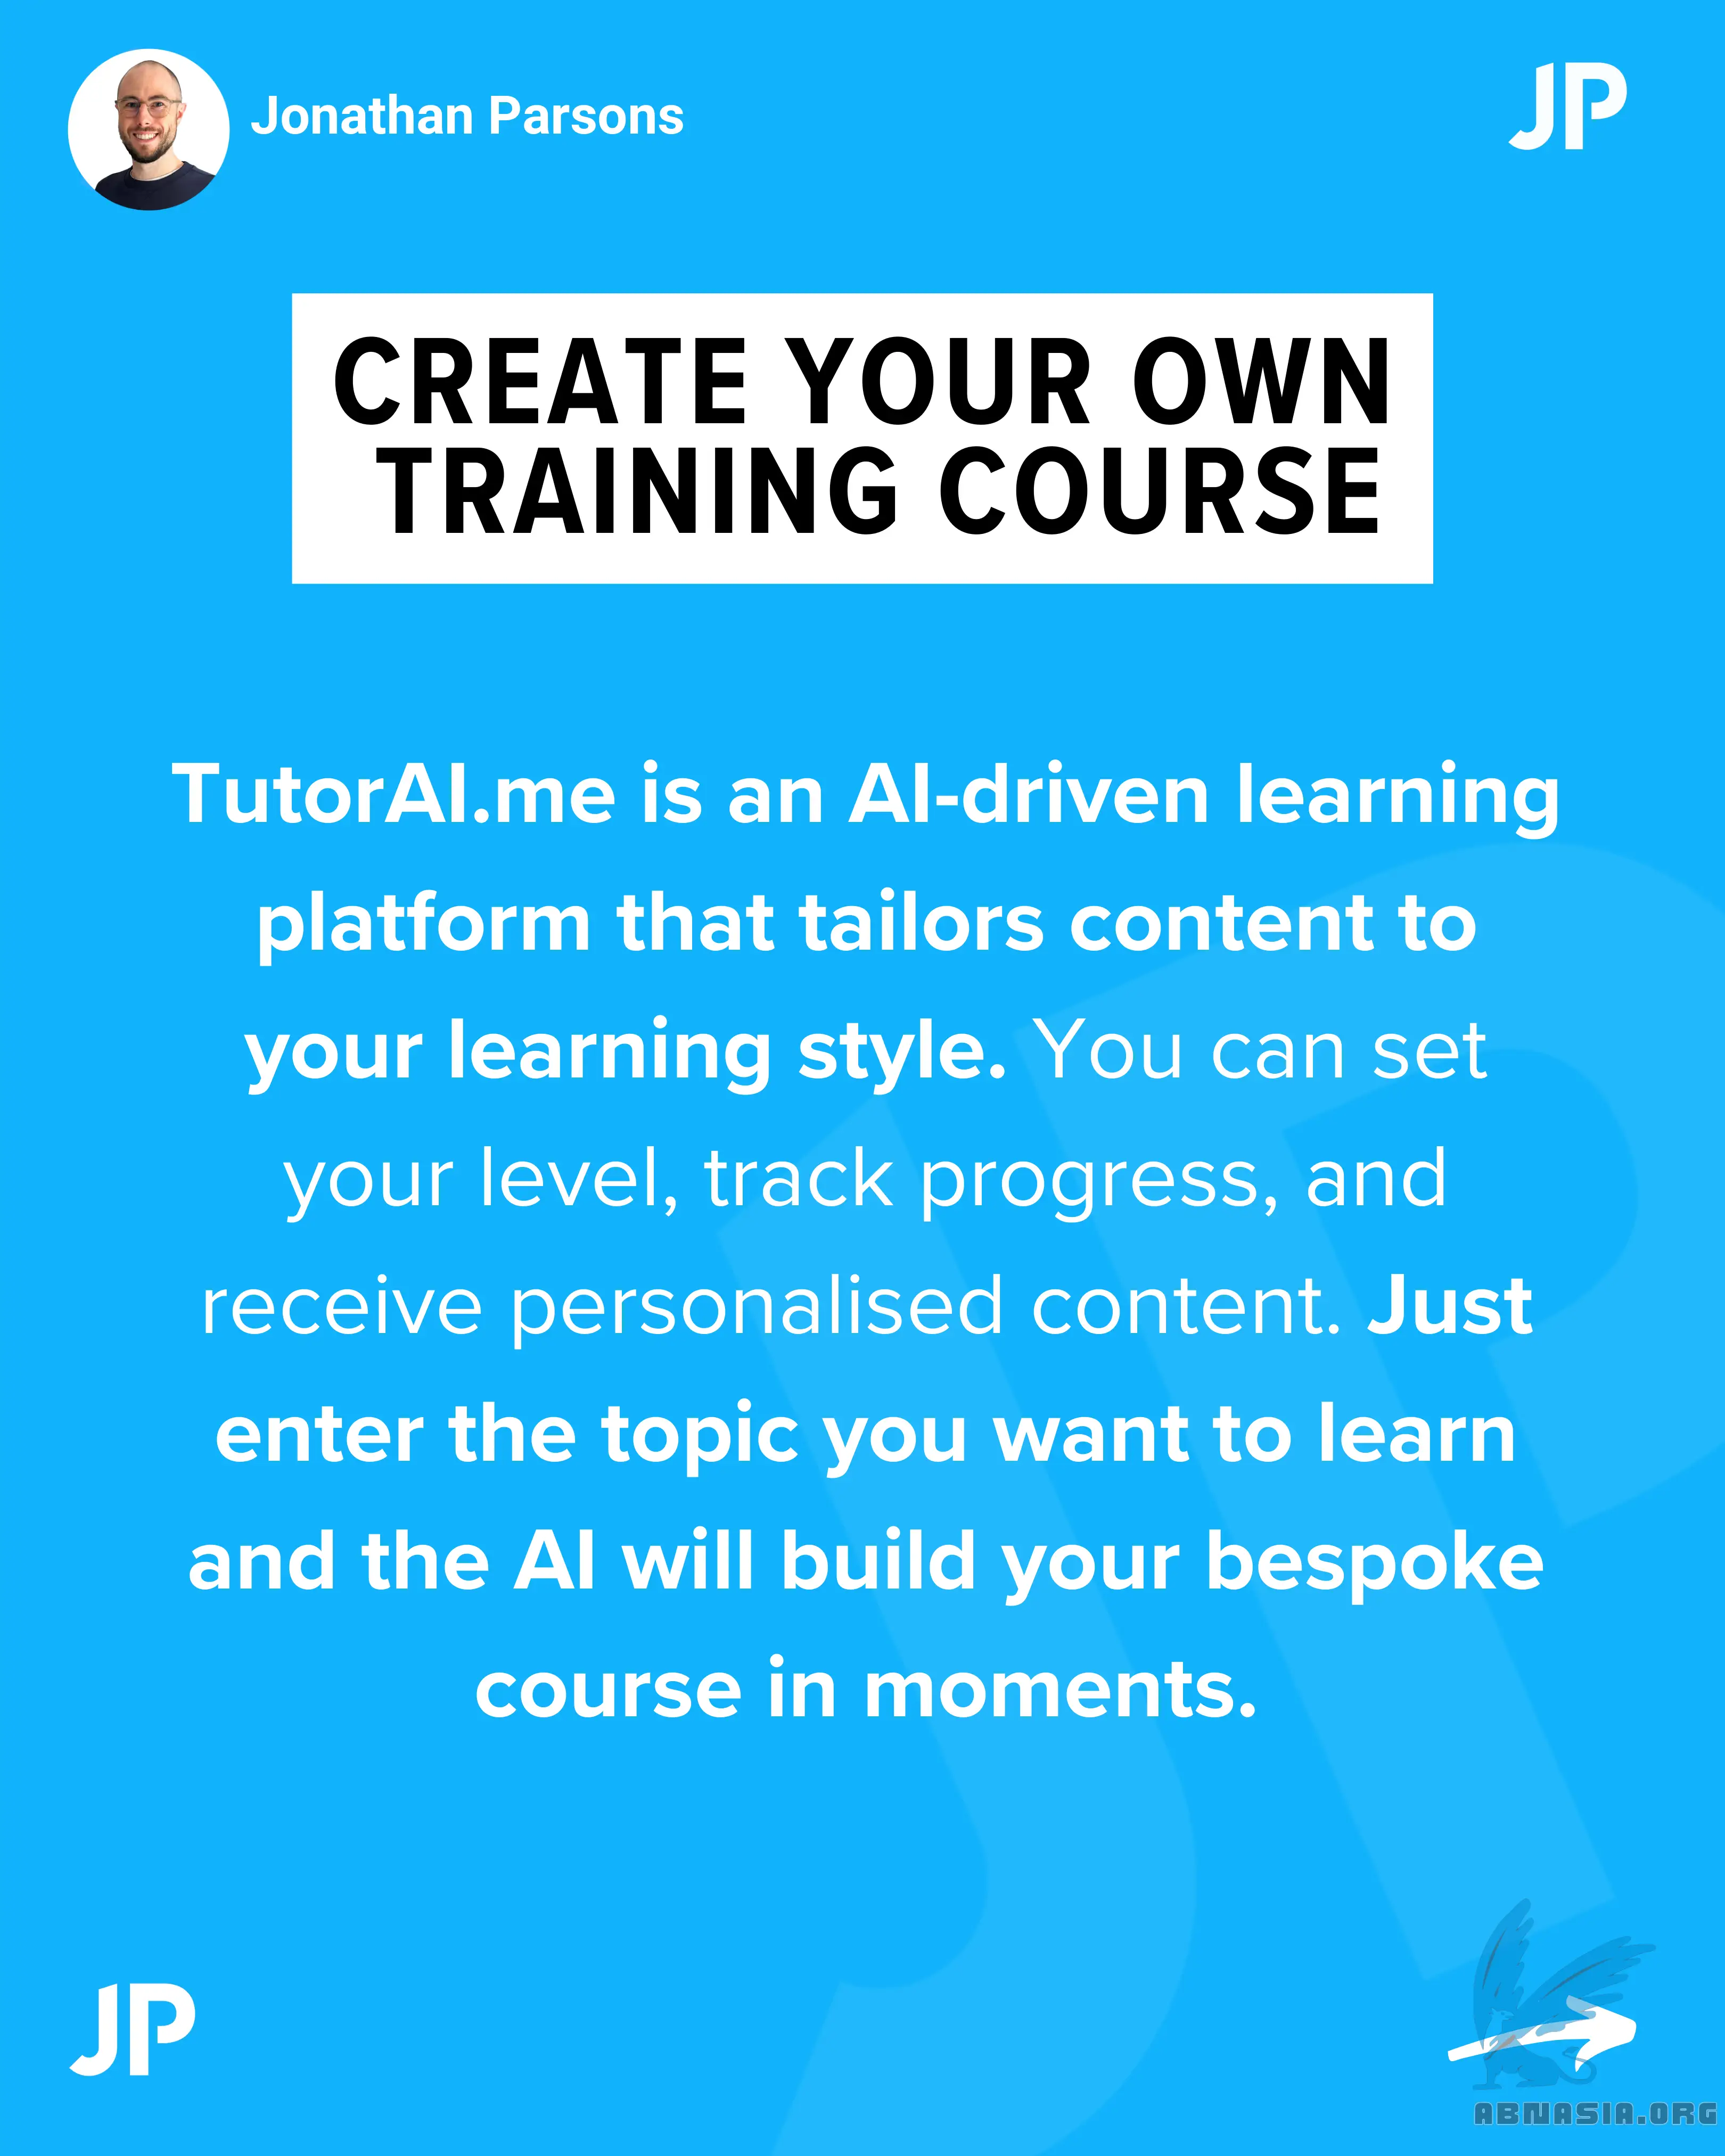 Jonathan Parsons
JP
CREATE YOUR OWN
TRAINING COURSE
TutorAI.me is an AI-driven learning
platform that tailors content to
your learning style. You can set
your level, track progress, and
receive personalised content. Just
enter the topic you want to learn
and the AI will build your bespoke
course in moments.
JP
JP
ABNASIA.ORG